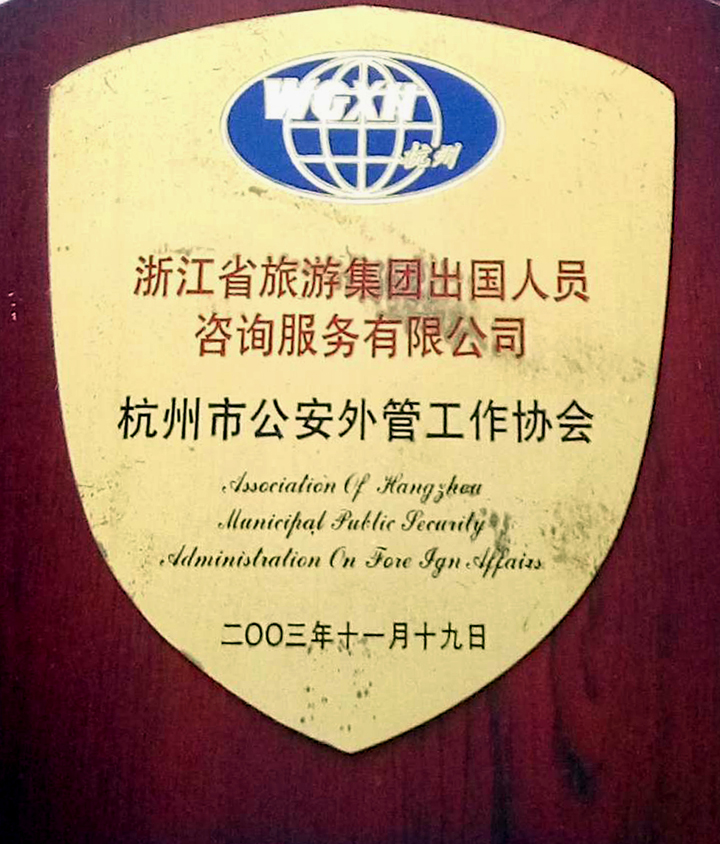 WGXH
杭州
浙江省旅游集团出国人员
咨询服务有限公司
杭州市公安外管工作协会
Association Of Hangzhou
Municipal Public Security
Administration On Fore Ign Affairs
二OO三年十一月十九日